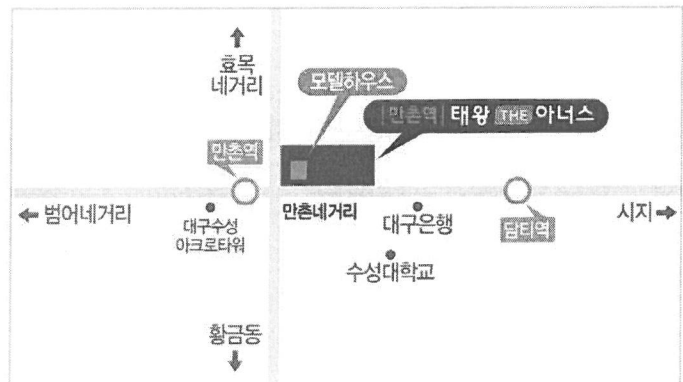 효목
네거리
모델하우스
만촌역 태왕 THE 아너스
만촌역
범어네거리
대구수성
아크로타워
만촌네거리
대구은행
담티역
시지
수성대학교
황금동